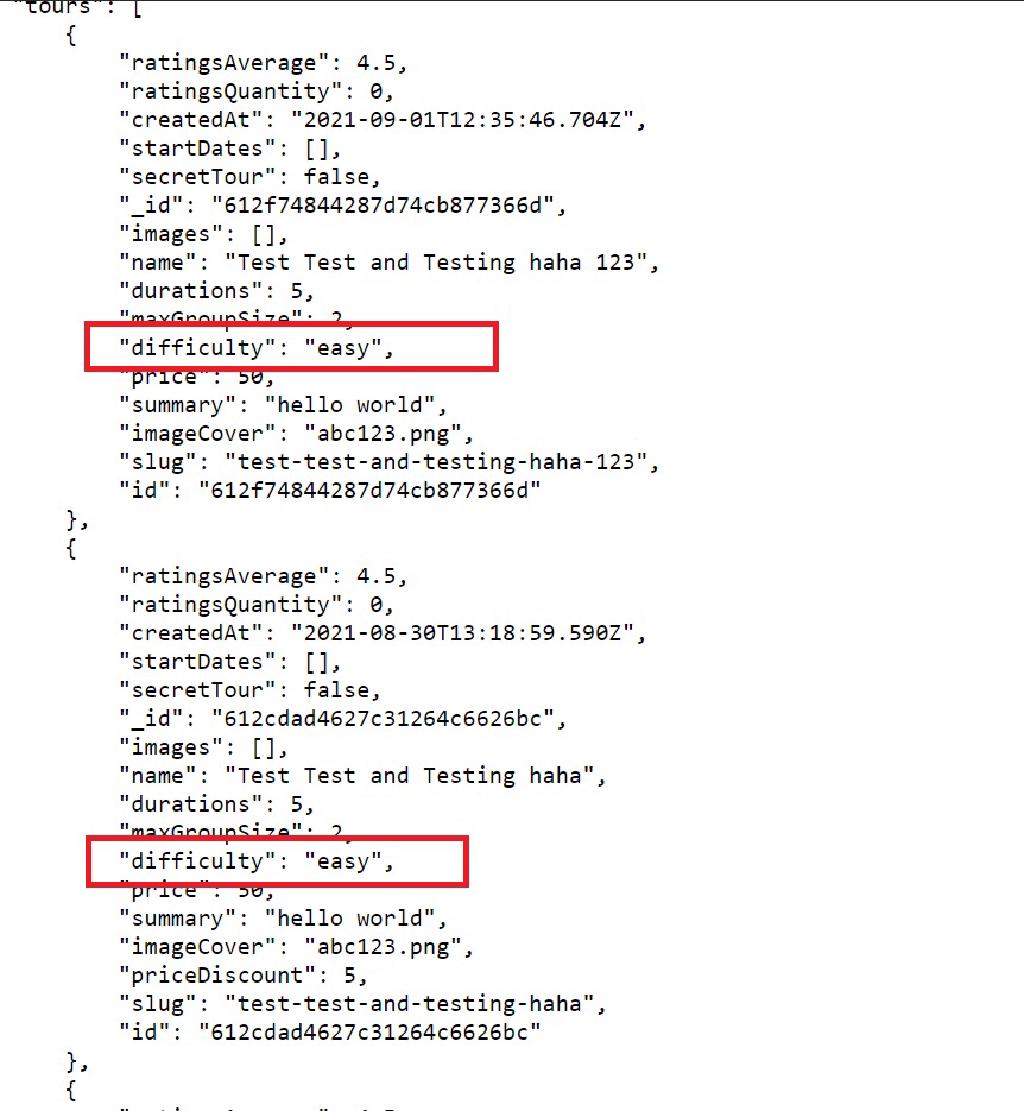 "tours": [
{
"ratingsAverage": 4.5,
"ratingsQuantity": 0,
"createdAt": "2021-09-01T12:35:46.704Z",
"startDates": [],
"secretTour": false,
"_id": "612f74844287d74cb877366d",
"images": [],
"name": "Test Test and Testing haha 123",
"durations": 5,
"maxGroupSize": 2,
"difficulty": "easy",
"price": 50,
"summary": "hello world",
"imageCover": "abc123.png",
"slug": "test-test-and-testing-haha-123",
"id": "612f74844287d74cb877366d"
},
{
"ratingsAverage": 4.5,
"ratingsQuantity": 0,
"createdAt": "2021-08-30T13:18:59.590Z",
"startDates": [],
"secretTour": false,
"_id": "612cdad4627c31264c6626bc",
"images": [],
"name": "Test Test and Testing haha",
"durations": 5,
"maxGroupSize": 2,
"difficulty": "easy",
"price": 50,
"summary": "hello world",
"imageCover": "abc123.png",
"priceDiscount": 5,
"slug": "test-test-and-testing-haha",
"id": "612cdad4627c31264c6626bc"
},
{